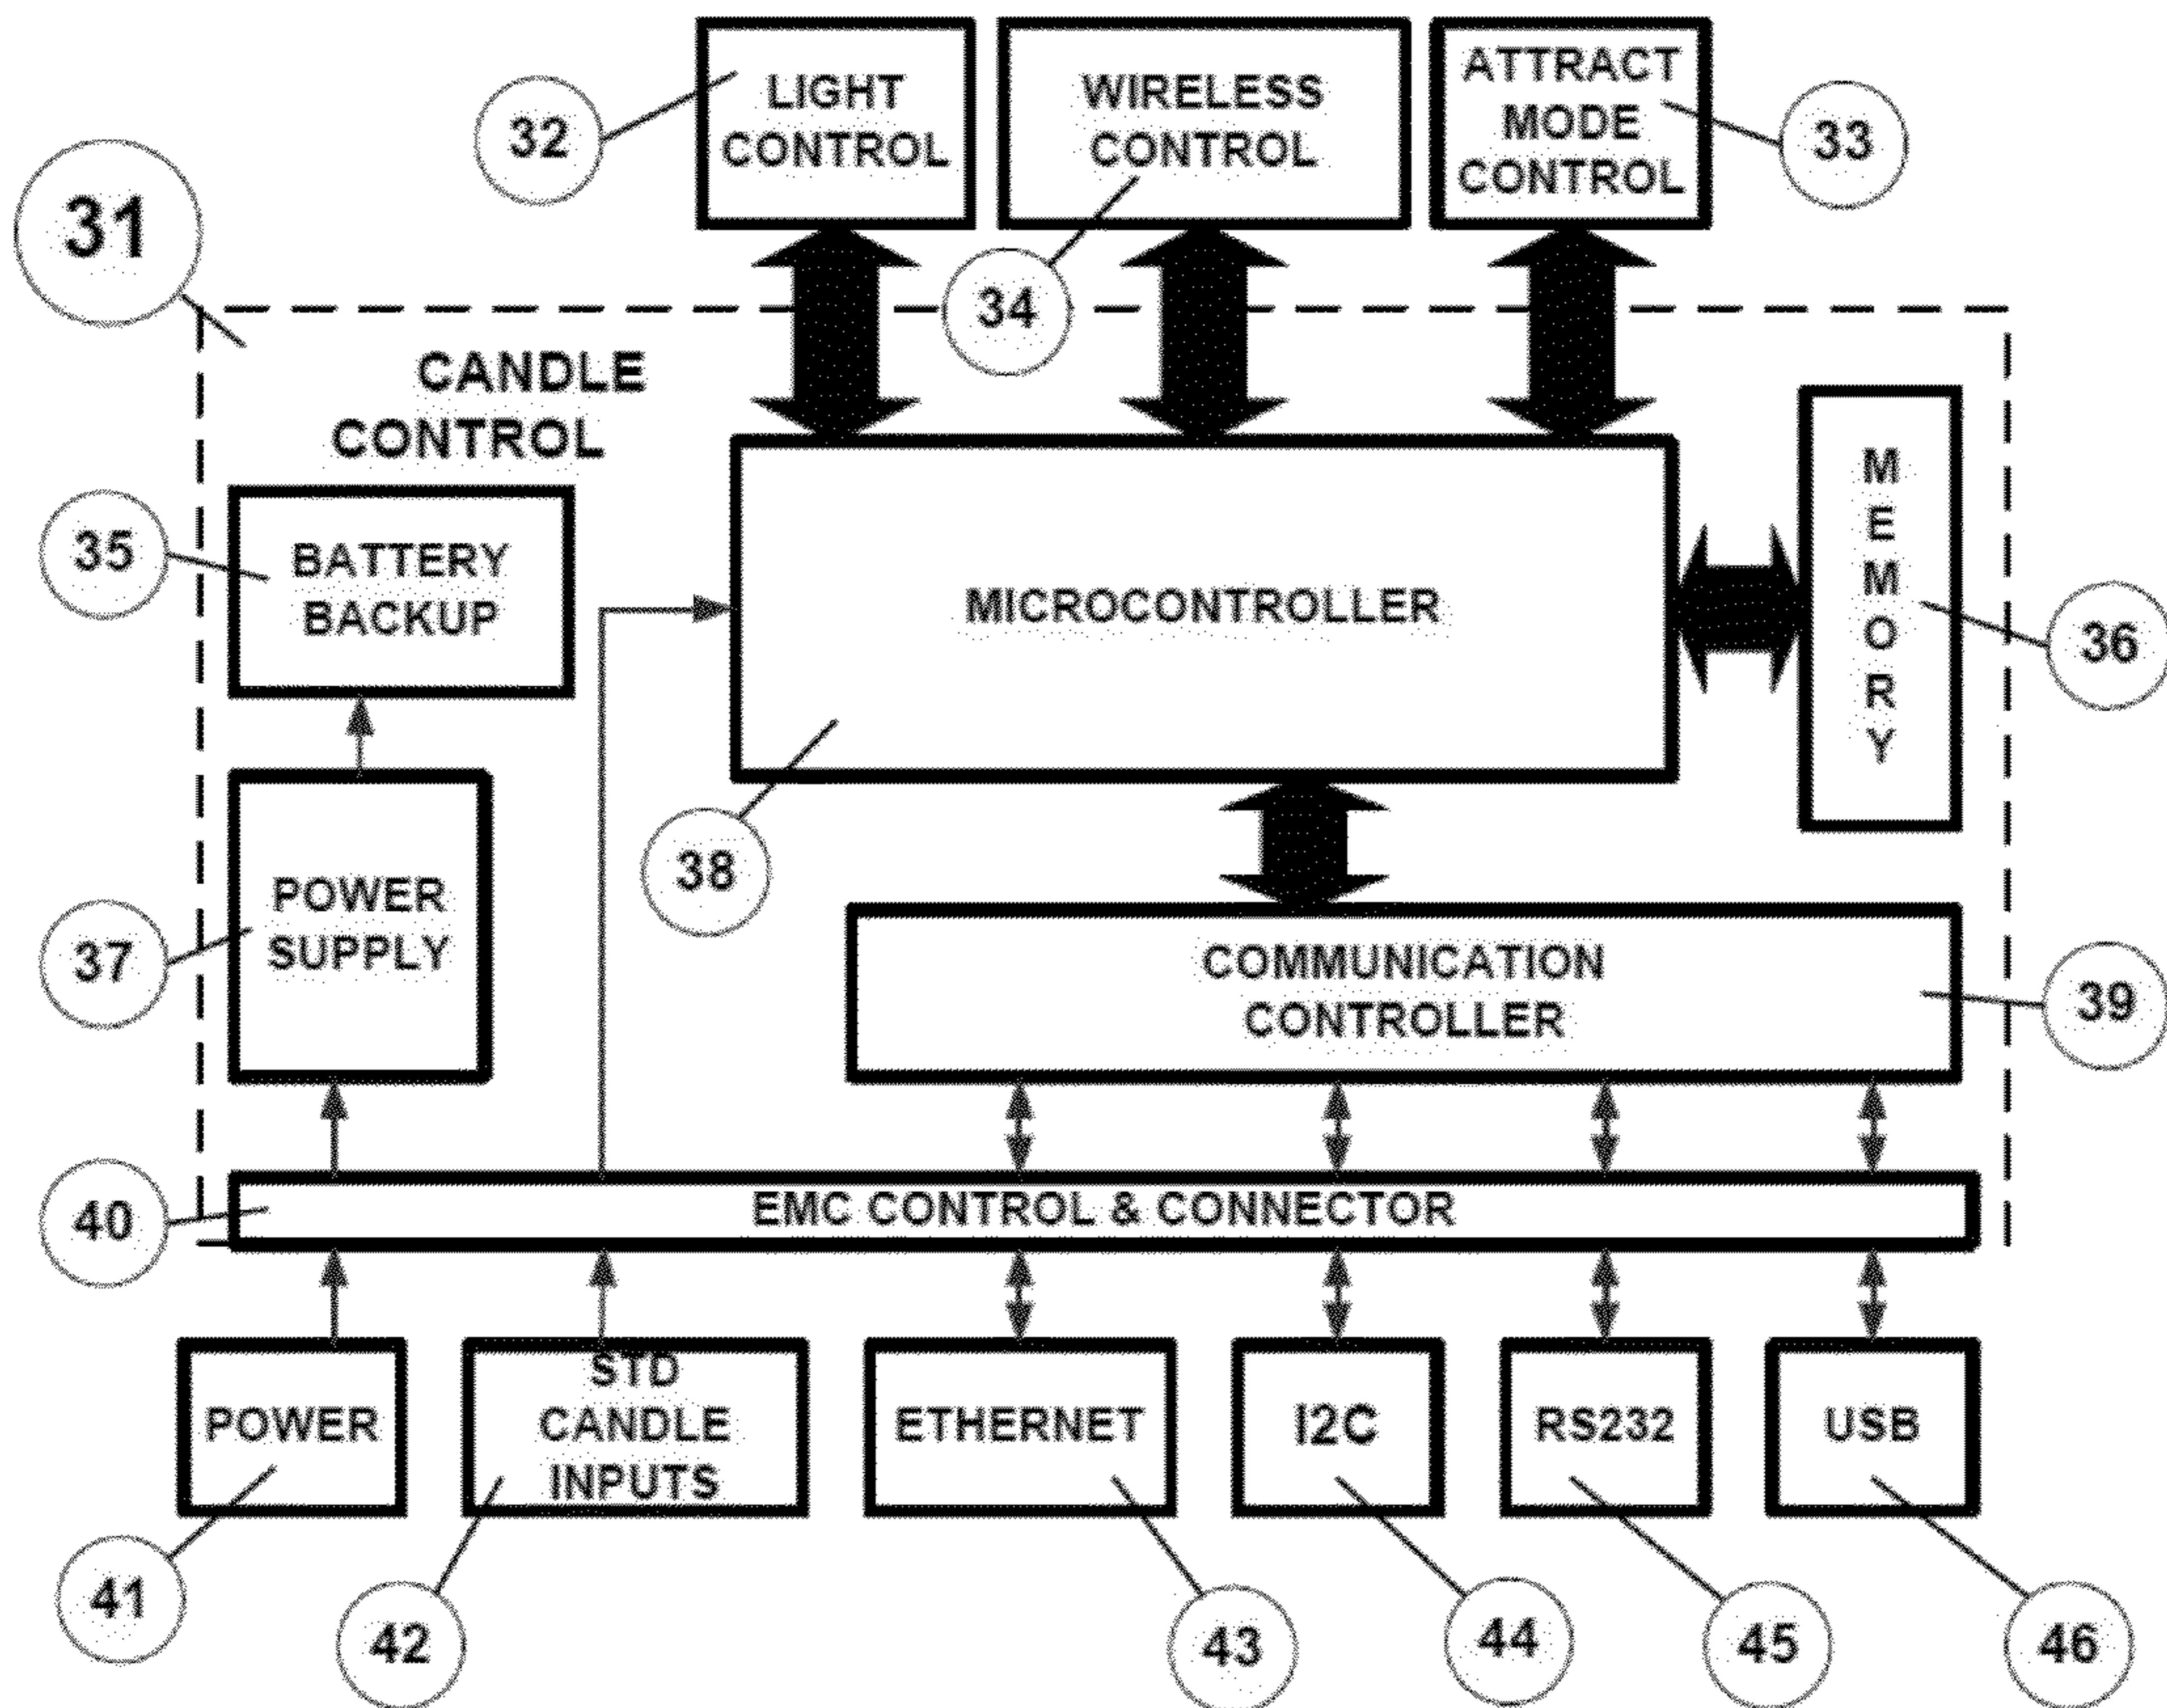 LIGHT
CONTROL
WIRELESS
CONTROL
ATTRACT
MODE
CONTROL
32
33
31
34
CANDLE
CONTROL
M
E
M
O
R
Y
35
BATTERY
BACKUP
MICROCONTROLLER
36
38
37
POWER
SUPPLY
COMMUNICATION
CONTROLLER
39
40
EMC CONTROL & CONNECTOR
POWER
STD
CANDLE
INPUTS
ETHERNET
I2C
RS232
USB
41
42
43
44
45
46